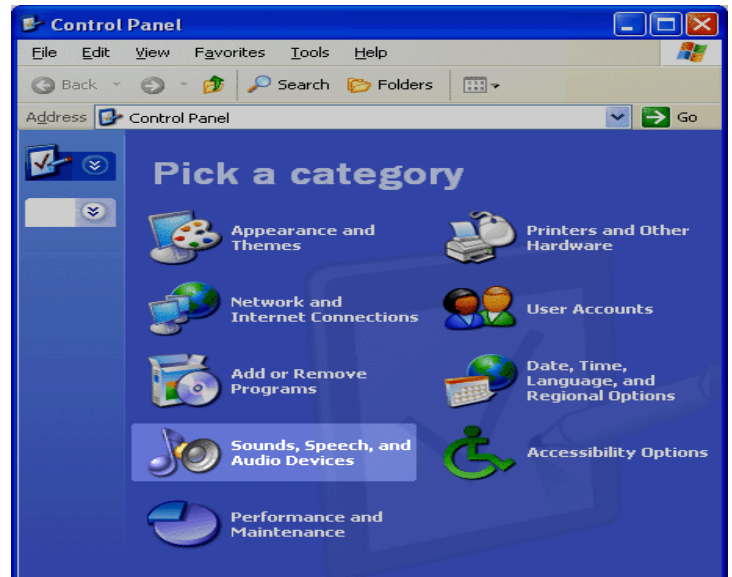 Control Panel
File Edit View Favorites Tools Help
Back Search Folders
Address Control Panel Go
Pick a category
Appearance and
Themes
Printers and Other
Hardware
Network and
Internet Connections
User Accounts
Add or Remove
Programs
Date, Time,
Language, and
Regional Options
Sounds, Speech, and
Audio Devices
Accessibility Options
Performance and
Maintenance